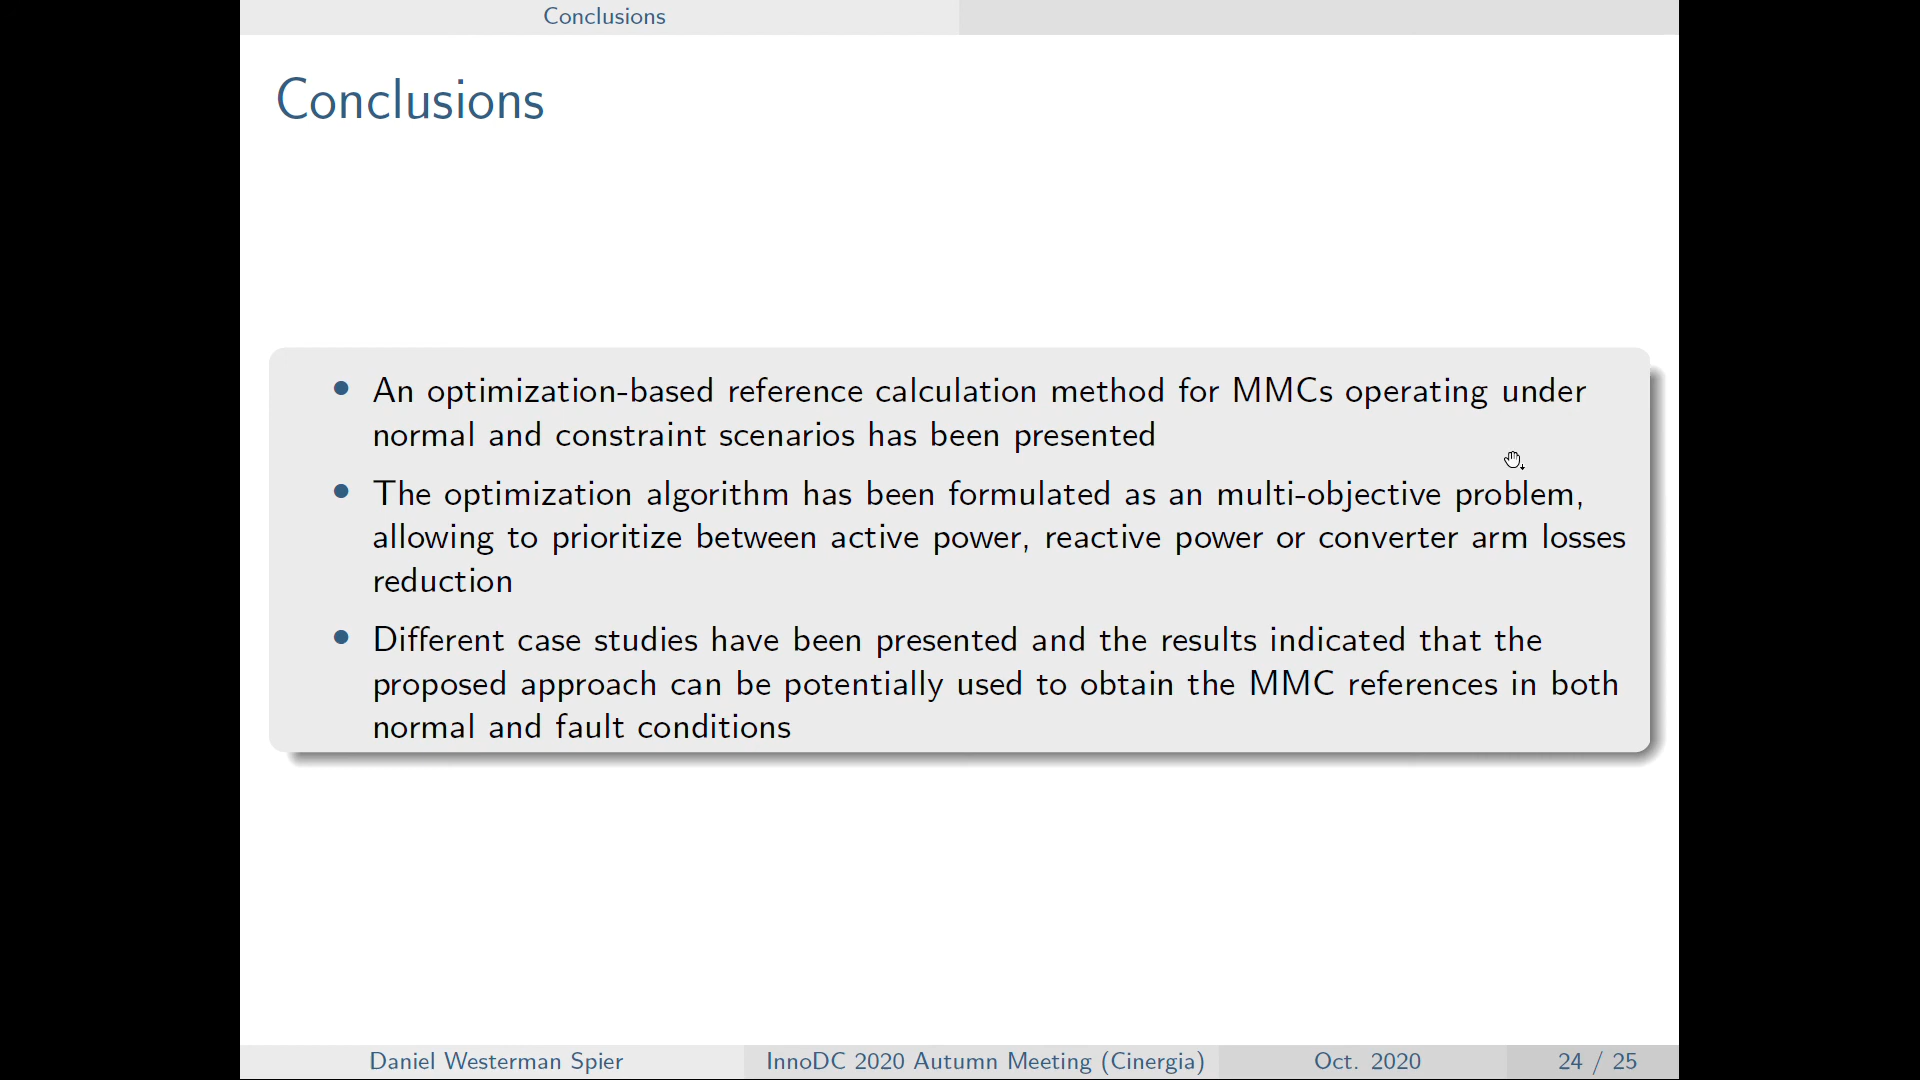 Conclusions
Conclusions
• An optimization-based reference calculation method for MMCs operating under
normal and constraint scenarios has been presented
• The optimization algorithm has been formulated as an multi-objective problem,
allowing to prioritize between active power, reactive power or converter arm losses
reduction
• Different case studies have been presented and the results indicated that the
proposed approach can be potentially used to obtain the MMC references in both
normal and fault conditions
Daniel Westerman Spier InnoDC 2020 Autumn Meeting (Cinergia) Oct. 2020 24 / 25